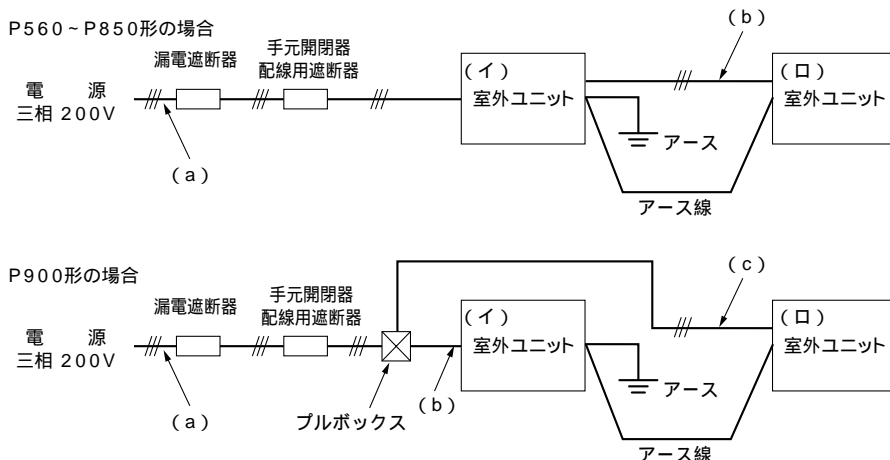 P560~P850形の場合
(b)
漏電遮断器
手元開閉器
配線用遮断器
(イ)
室外ユニット
(ロ)
室外ユニット
電 源
三相 200V
アース
(a)
アース線
P900形の場合
(c)
漏電遮断器
手元開閉器
配線用遮断器
(イ)
室外ユニット
(ロ)
室外ユニット
電 源
三相 200V
アース
(a)
プルボックス
(b)
アース線